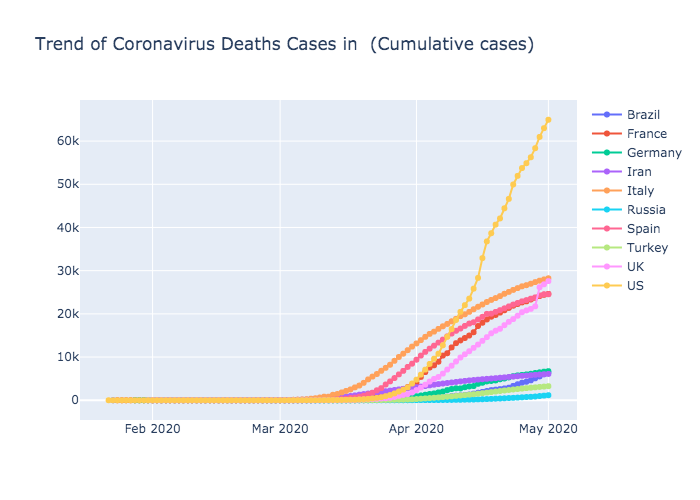 Trend of Coronavirus Deaths Cases in  (Cumulative cases)
60k
50k
40k
30k
20k
10k
0
Feb 2020
Mar 2020
Apr 2020
May 2020
Brazil
France
Germany
Iran
Italy
Russia
Spain
Turkey
UK
US